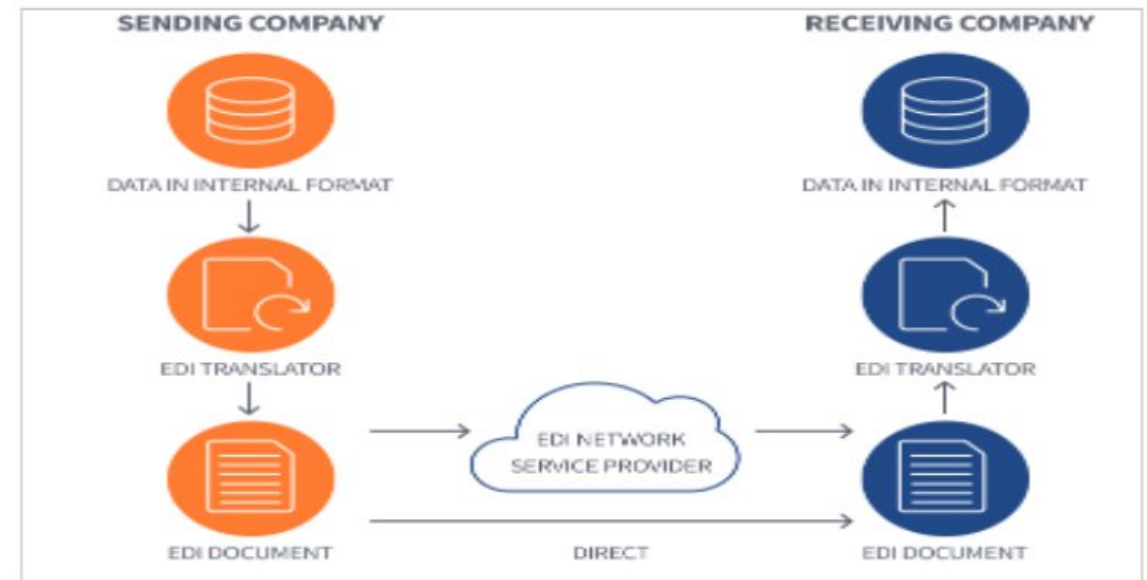 SENDING COMPANY
RECEIVING COMPANY
DATA IN INTERNAL FORMAT
DATA IN INTERNAL FORMAT
EDI TRANSLATOR
EDI TRANSLATOR
EDI NETWORK
SERVICE PROVIDER
EDI DOCUMENT
DIRECT
EDI DOCUMENT